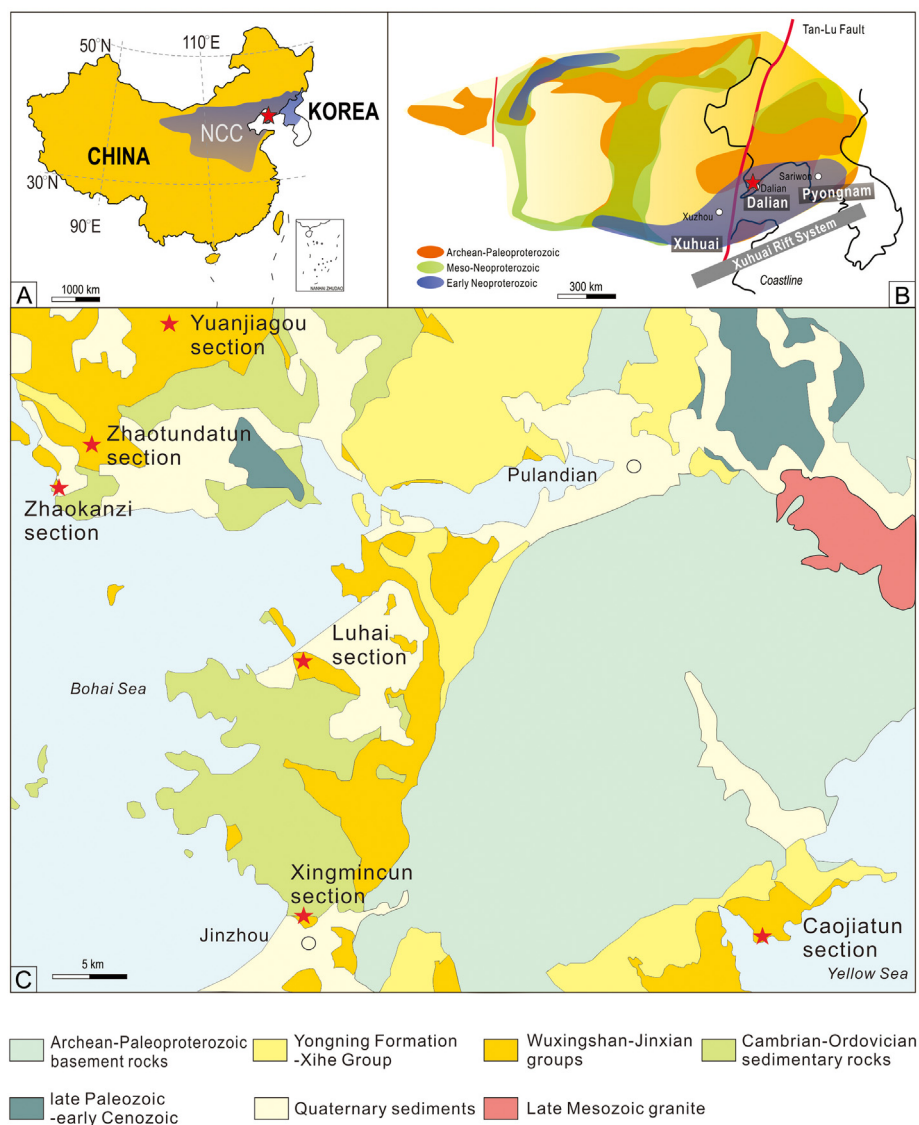 50°N
110°E
KOREA
NCC
CHINA
30°N
90°E
NANHAI ZHUDAO
A
1000 km
Tan-Lu Fault
Sariwon
Dalian
Pyongnam
Dalian
Xuzhou
Xuhuai
Xuhuai Rift System
Archean-Paleoproterozoic
Meso-Neoproterozoic
Early Neoproterozoic
300 km
Coastline
B
Yuanjiagou
section
Zhaotundatun
section
Zhaokanzi
section
Pulandian
Luhai
section
Bohai Sea
Xingmincun
section
Jinzhou
Caojiatun
section
Yellow Sea
C
5 km
Archean-Paleoproterozoic
basement rocks
Yongning Formation
-Xihe Group
Wuxingshan-Jinxian
groups
Cambrian-Ordovician
sedimentary rocks
late Paleozoic
-early Cenozoic
Quaternary sediments
Late Mesozoic granite